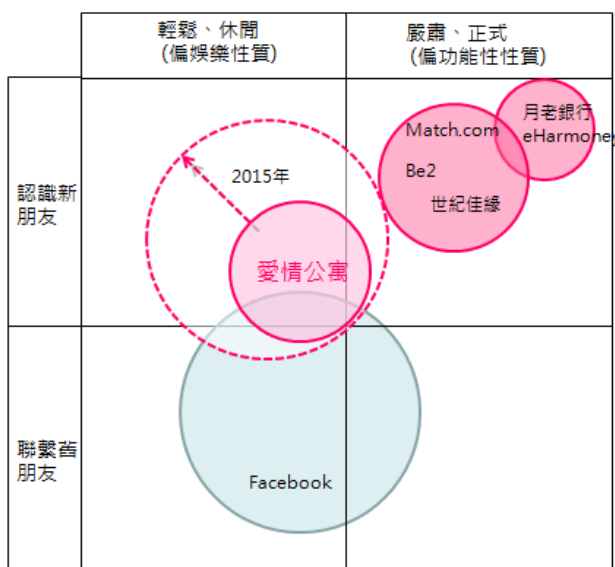 輕鬆、休閒
(偏娛樂性質)
嚴肅、正式
(偏功能性性質)
認識新
朋友
2015年
愛情公寓
Match.com
Be2
世紀佳緣
月老銀行
eHarmoney
聯繫舊
朋友
Facebook